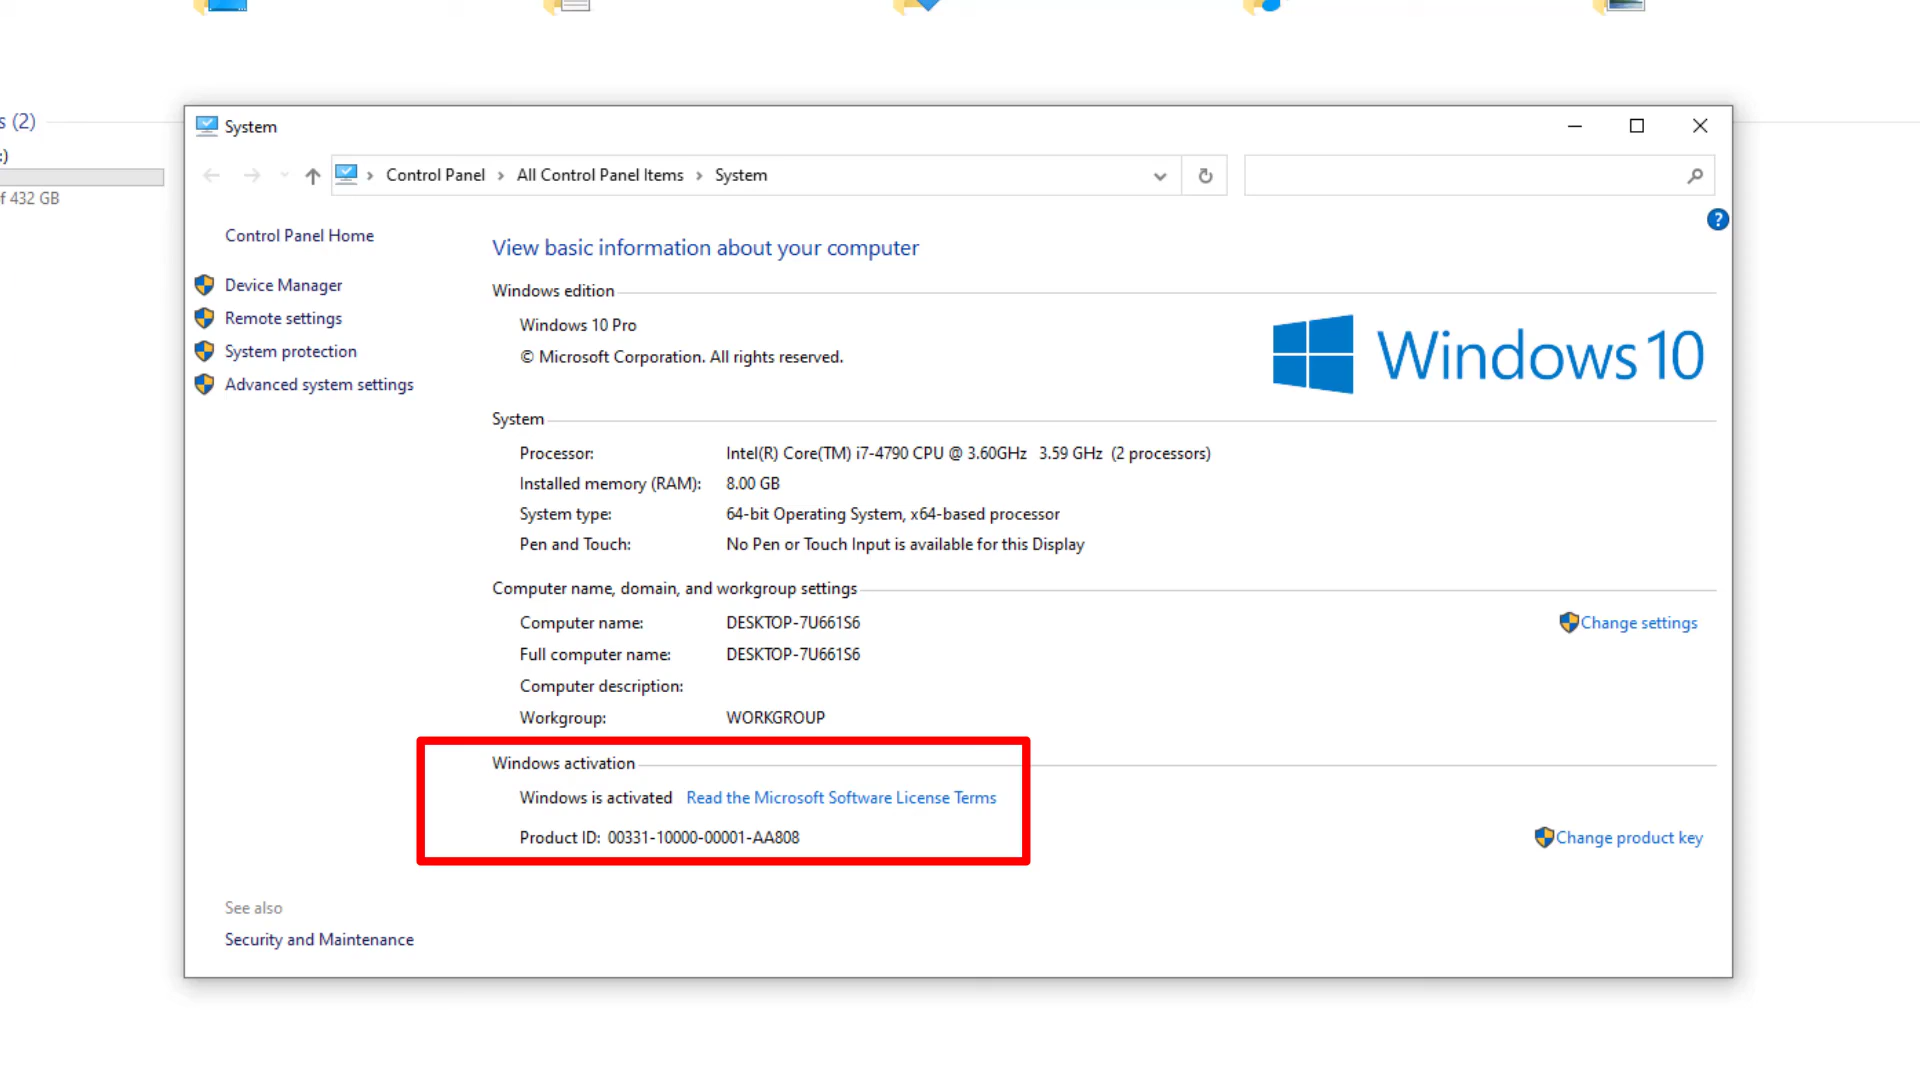 s (2)
:)
f 432 GB
System
Control Panel > All Control Panel Items > System
?
Control Panel Home
Device Manager
Remote settings
System protection
Advanced system settings
View basic information about your computer
Windows edition
Windows 10 Pro
© Microsoft Corporation. All rights reserved.
Windows 10
System
Processor: Intel(R) Core(TM) i7-4790 CPU @ 3.60GHz 3.59 GHz (2 processors)
Installed memory (RAM): 8.00 GB
System type: 64-bit Operating System, x64-based processor
Pen and Touch: No Pen or Touch Input is available for this Display
Computer name, domain, and workgroup settings
Computer name: DESKTOP-7U661S6 Change settings
Full computer name: DESKTOP-7U661S6
Computer description:
Workgroup: WORKGROUP
Windows activation
Windows is activated Read the Microsoft Software License Terms
Product ID: 00331-10000-00001-AA808 Change product key
See also
Security and Maintenance